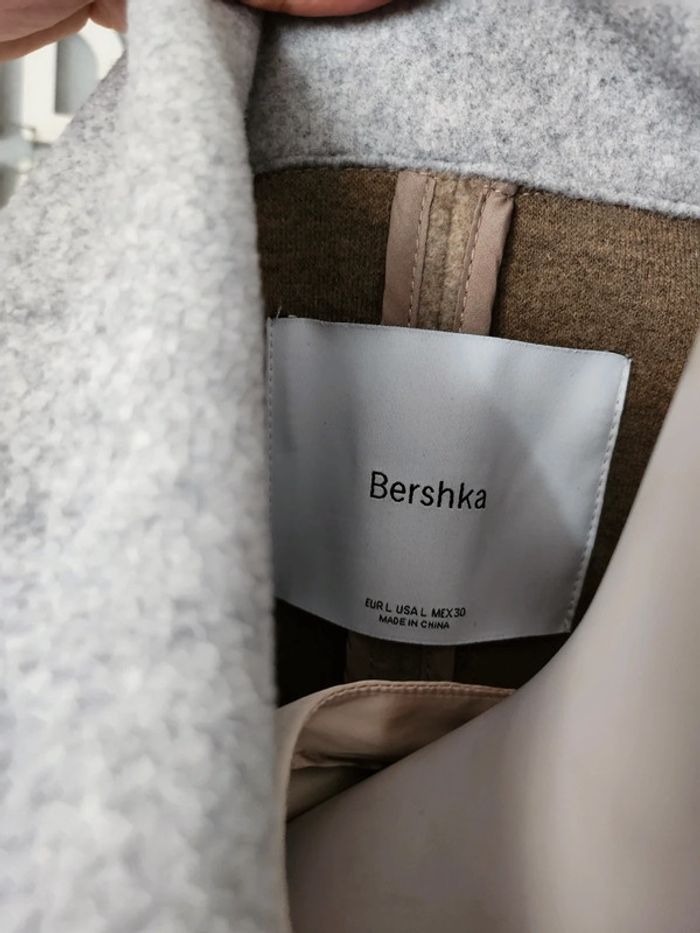 Bershka
EUR L USA L MEX 30
MADE IN CHINA